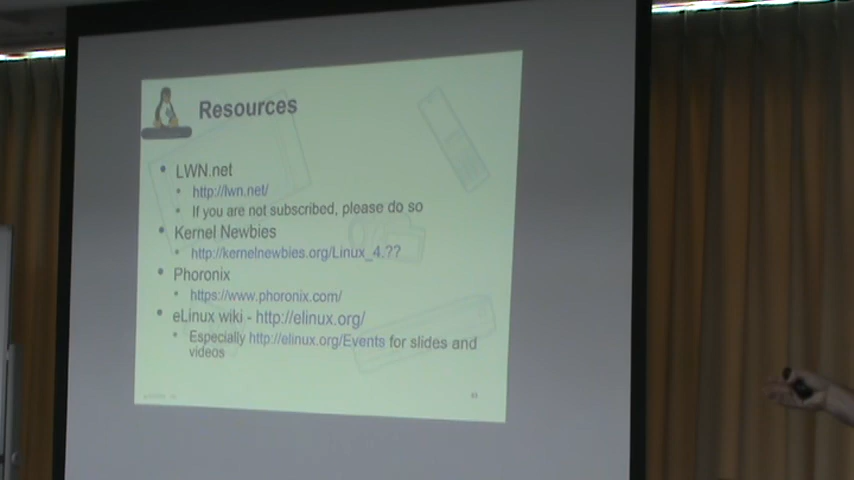 Resources
• LWN.net
• http://lwn.net/
• If you are not subscribed, please do so
• Kernel Newbies
• http://kernelnewbies.org/Linux_4.??
• Phoronix
• https://www.phoronix.com/
• eLinux wiki - http://elinux.org/
• Especially http://elinux.org/Events for slides and
videos